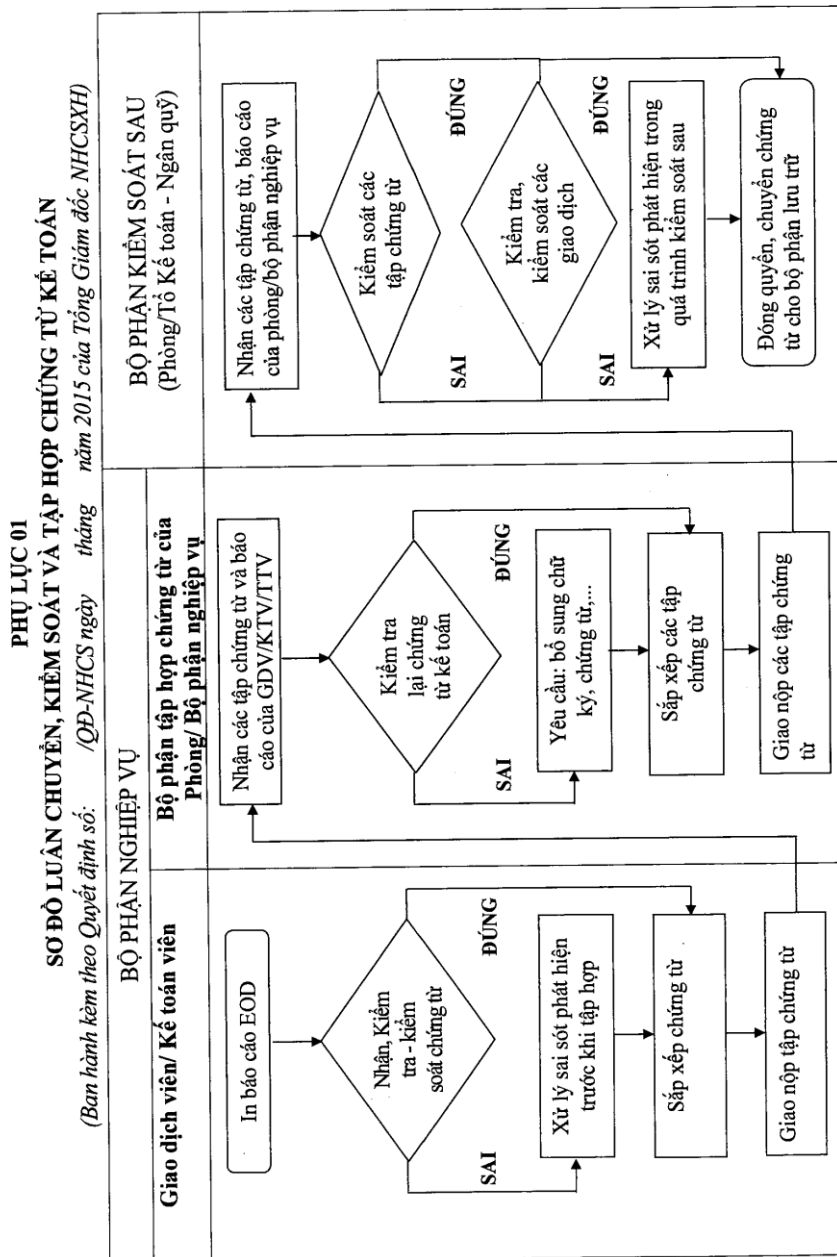 PHỤ LỤC 01
SƠ ĐỒ LUÂN CHUYỂN, KIỂM SOÁT VÀ TẬP HỢP CHỨNG TỪ KẾ TOÁN
(Ban hành kèm theo Quyết định số: /QĐ-NHCS ngày tháng năm 2015 của Tổng Giám đốc NHCSXH)
BỘ PHẬN NGHIỆP VỤ
Giao dịch viên/ Kế toán viên
In báo cáo EOD
Nhận, Kiểm
tra - kiểm
soát chứng từ
SAI
ĐÚNG
Xử lý sai sót phát hiện
trước khi tập hợp
Sắp xếp chứng từ
Giao nộp tập chứng từ
Bộ phận tập hợp chứng từ của
Phòng/ Bộ phận nghiệp vụ
Nhận các tập chứng từ và báo
cáo của GDV/KTV/TTV
Kiểm tra
lại chứng
từ kế toán
SAI
ĐÚNG
Yêu cầu: bổ sung chữ
ký, chứng từ,...
Sắp xếp các tập
chứng từ
Giao nộp các tập chứng
từ
BỘ PHẬN KIỂM SOÁT SAU
(Phòng/Tổ Kế toán - Ngân quỹ)
Nhận các tập chứng từ, báo cáo
của phòng/bộ phận nghiệp vụ
Kiểm soát các
tập chứng từ
SAI
ĐÚNG
Kiểm tra,
kiểm soát các
giao dịch
SAI
ĐÚNG
Xử lý sai sót phát hiện trong
quá trình kiểm soát sau
Đóng quyển, chuyển chứng
từ cho bộ phận lưu trữ